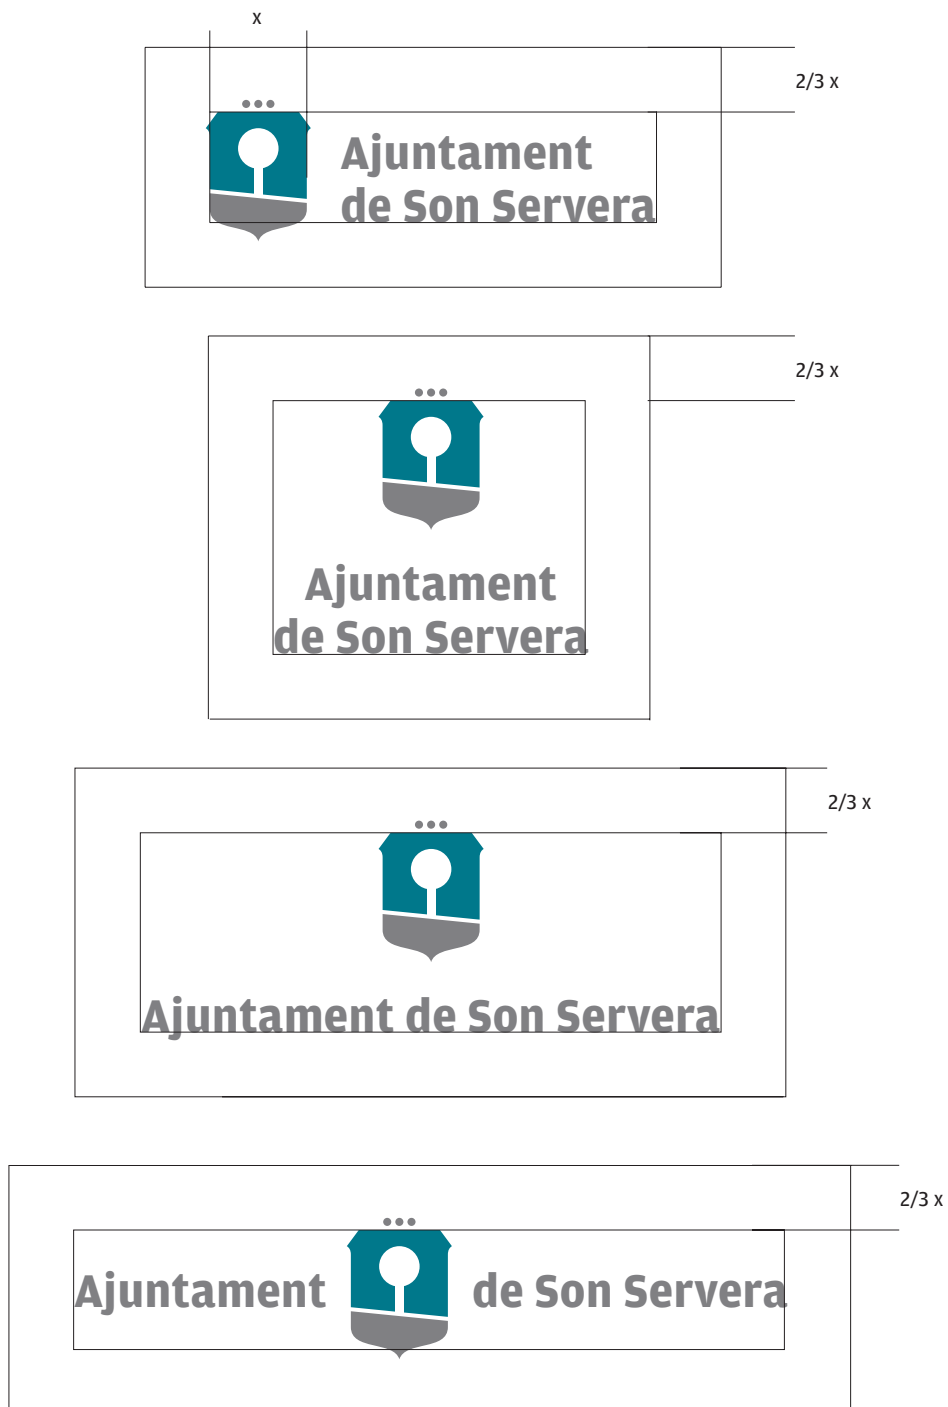 x
2/3 x
Ajuntament
de Son Servera
2/3 x
Ajuntament
de Son Servera
2/3 x
Ajuntament de Son Servera
2/3 x
Ajuntament de Son Servera